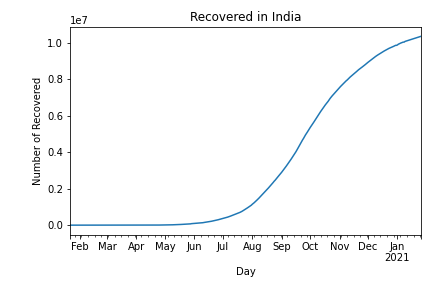 Recovered in India
1e7
1.0
0.8
0.6
0.4
0.2
0.0
Number of Recovered
Feb Mar Apr May Jun Jul Aug Sep Oct Nov Dec Jan
2021
Day